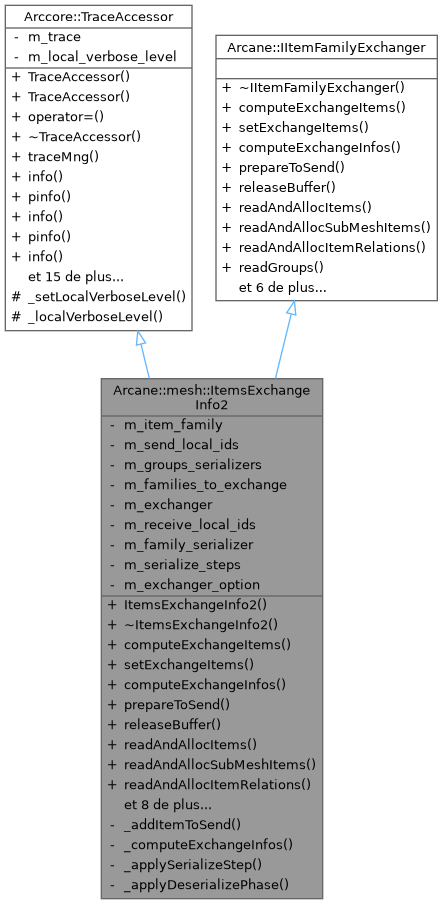 Arccore::TraceAccessor
- m_trace
- m_local_verbose_level
+ TraceAccessor()
+ TraceAccessor()
+ operator=()
+ ~TraceAccessor()
+ traceMng()
+ info()
+ pinfo()
+ info()
+ pinfo()
+ info()
et 15 de plus...
# _setLocalVerboseLevel()
# _localVerboseLevel()
Arcane::IItemFamilyExchanger
+ ~IItemFamilyExchanger()
+ computeExchangeItems()
+ setExchangeItems()
+ computeExchangeInfos()
+ prepareToSend()
+ releaseBuffer()
+ readAndAllocItems()
+ readAndAllocSubMeshItems()
+ readAndAllocItemRelations()
+ readGroups()
et 6 de plus...
Arcane::mesh::ItemsExchange
Info2
- m_item_family
- m_send_local_ids
- m_groups_serializers
- m_families_to_exchange
- m_exchanger
- m_receive_local_ids
- m_family_serializer
- m_serialize_steps
- m_exchanger_option
+ ItemsExchangeInfo2()
+ ~ItemsExchangeInfo2()
+ computeExchangeItems()
+ setExchangeItems()
+ computeExchangeInfos()
+ prepareToSend()
+ releaseBuffer()
+ readAndAllocItems()
+ readAndAllocSubMeshItems()
+ readAndAllocItemRelations()
et 8 de plus...
- _addItemToSend()
- _computeExchangeInfos()
- _applySerializeStep()
- _applyDeserializePhase()